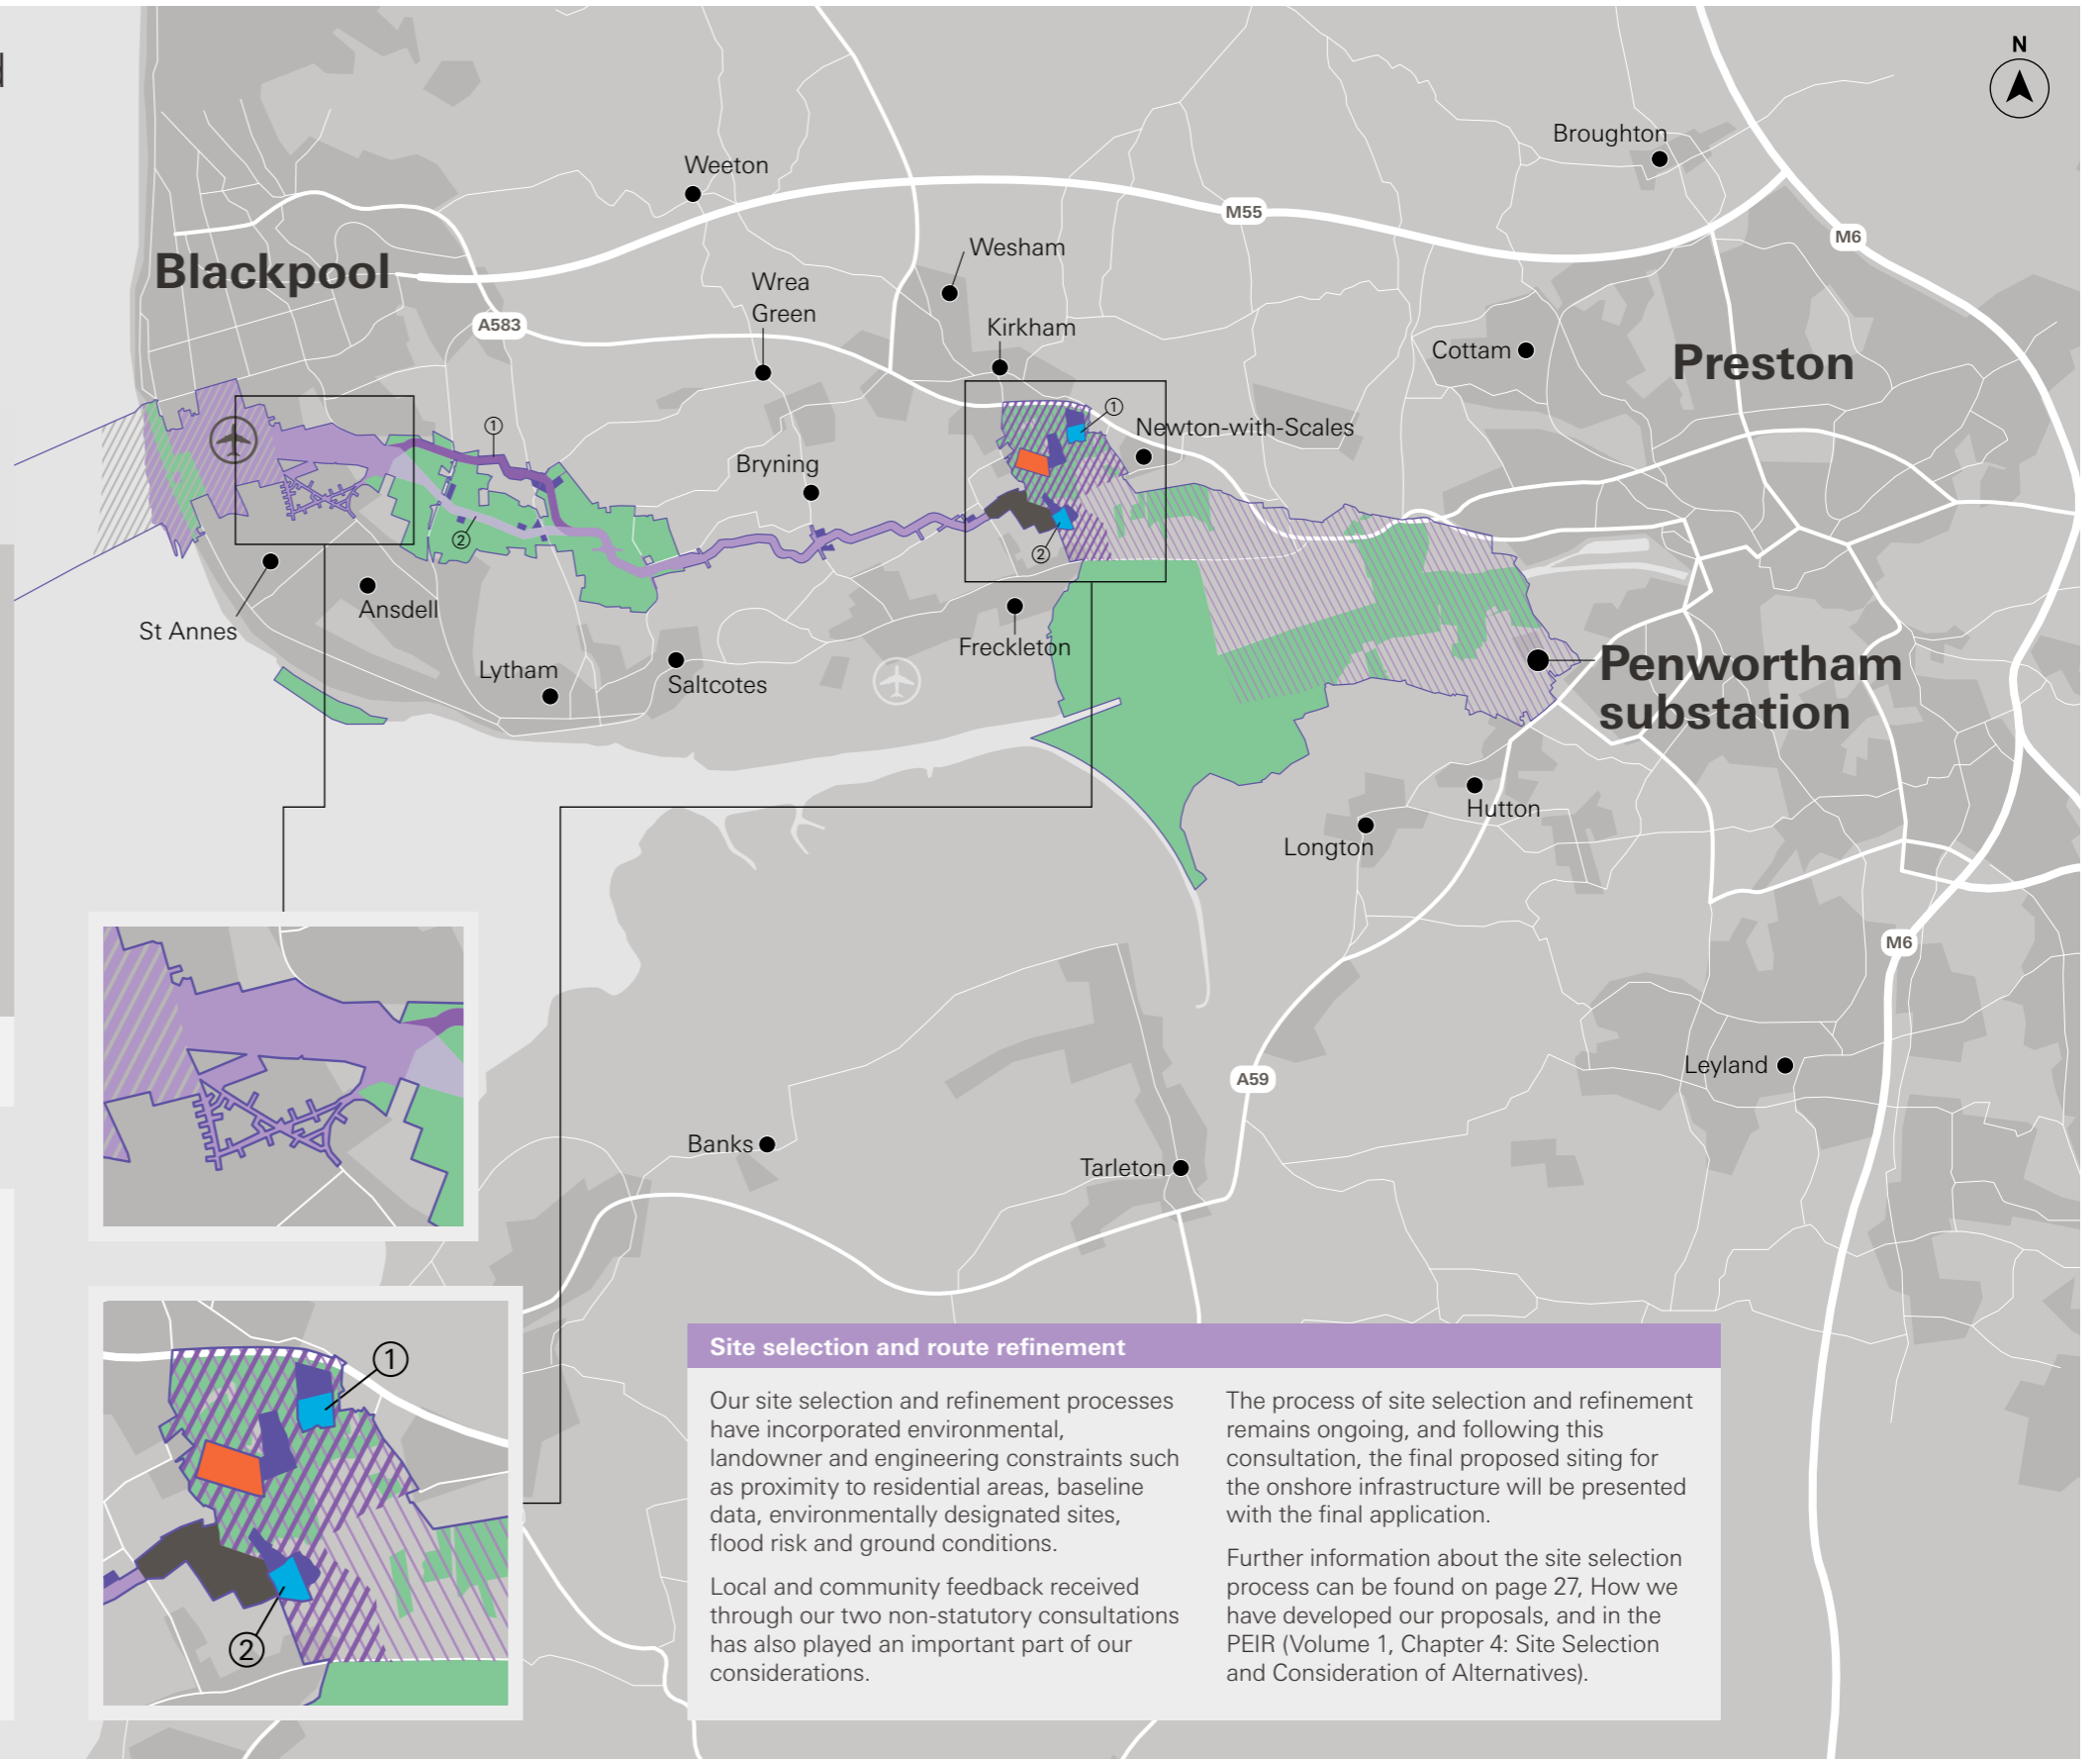 N
Broughton
Weeton
M55
M6
Wesham
Blackpool
Wrea
Green
A583
Kirkham
Cottam
Preston
①
①
Newton-with-Scales
Bryning
②
②
Ansdell
St Annes
Freckleton
Lytham
Saltcotes
Penwortham
substation
Hutton
Longton
M6
Leyland
A59
Banks
Tarleton
①
②
Site selection and route refinement
Our site selection and refinement processes
have incorporated environmental,
landowner and engineering constraints such
as proximity to residential areas, baseline
data, environmentally designated sites,
flood risk and ground conditions.
Local and community feedback received
through our two non-statutory consultations
has also played an important part of our
considerations.
The process of site selection and refinement
remains ongoing, and following this
consultation, the final proposed siting for
the onshore infrastructure will be presented
with the final application.
Further information about the site selection
process can be found on page 27, How we
have developed our proposals, and in the
PEIR (Volume 1, Chapter 4: Site Selection
and Consideration of Alternatives).